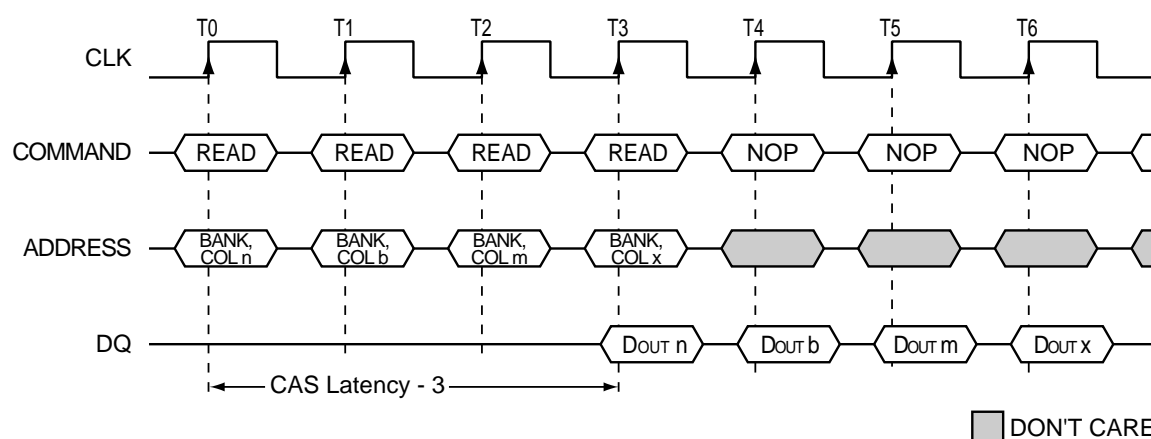 T0 T1 T2 T3 T4 T5 T6
CLK
COMMAND READ READ READ READ NOP NOP NOP
ADDRESS BANK, COL n BANK, COL b BANK, COL m BANK, COL x
DQ DOUT n DOUT b DOUT m DOUT x
CAS Latency - 3
DON'T CARE